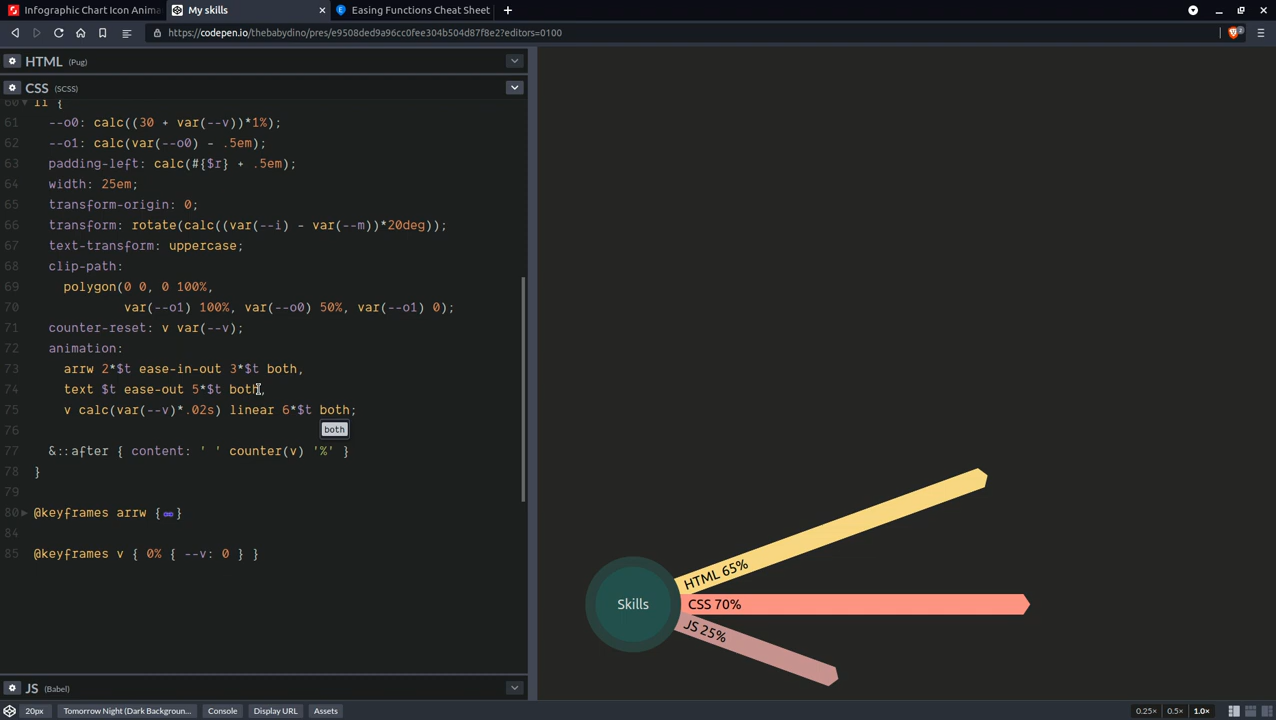 Infographic Chart Icon Anima
My skills
Easing Functions Cheat Sheet
https://codepen.io/thebabydino/pres/e9508ded9a96cc0fee304b504d87f8e2?editors=0100
2
HTML (Pug)
CSS (SCSS)
60 li {
61 --o0: calc((30 + var(--v))*1%);
62 --o1: calc(var(--o0) - .5em);
63 padding-left: calc(#{$r} + .5em);
64 width: 25em;
65 transform-origin: 0;
66 transform: rotate(calc((var(--i) - var(--m))*20deg));
67 text-transform: uppercase;
68 clip-path:
69 polygon(0 0, 0 100%,
70 var(--o1) 100%, var(--o0) 50%, var(--o1) 0);
71 counter-reset: v var(--v);
72 animation:
73 arrw 2*$t ease-in-out 3*$t both,
74 text $t ease-out 5*$t both,
75 v calc(var(--v)*.02s) linear 6*$t both;
76 both
77 &::after { content: ' ' counter(v) '%' }
78 }
79
80 @keyframes arrw { }
84
85 @keyframes v { 0% { --v: 0 } }
HTML 65%
Skills
CSS 70%
JS 25%
JS (Babel)
20px
Tomorrow Night (Dark Backgroun...
Console
Display URL
Assets
0.25×
0.5×
1.0×